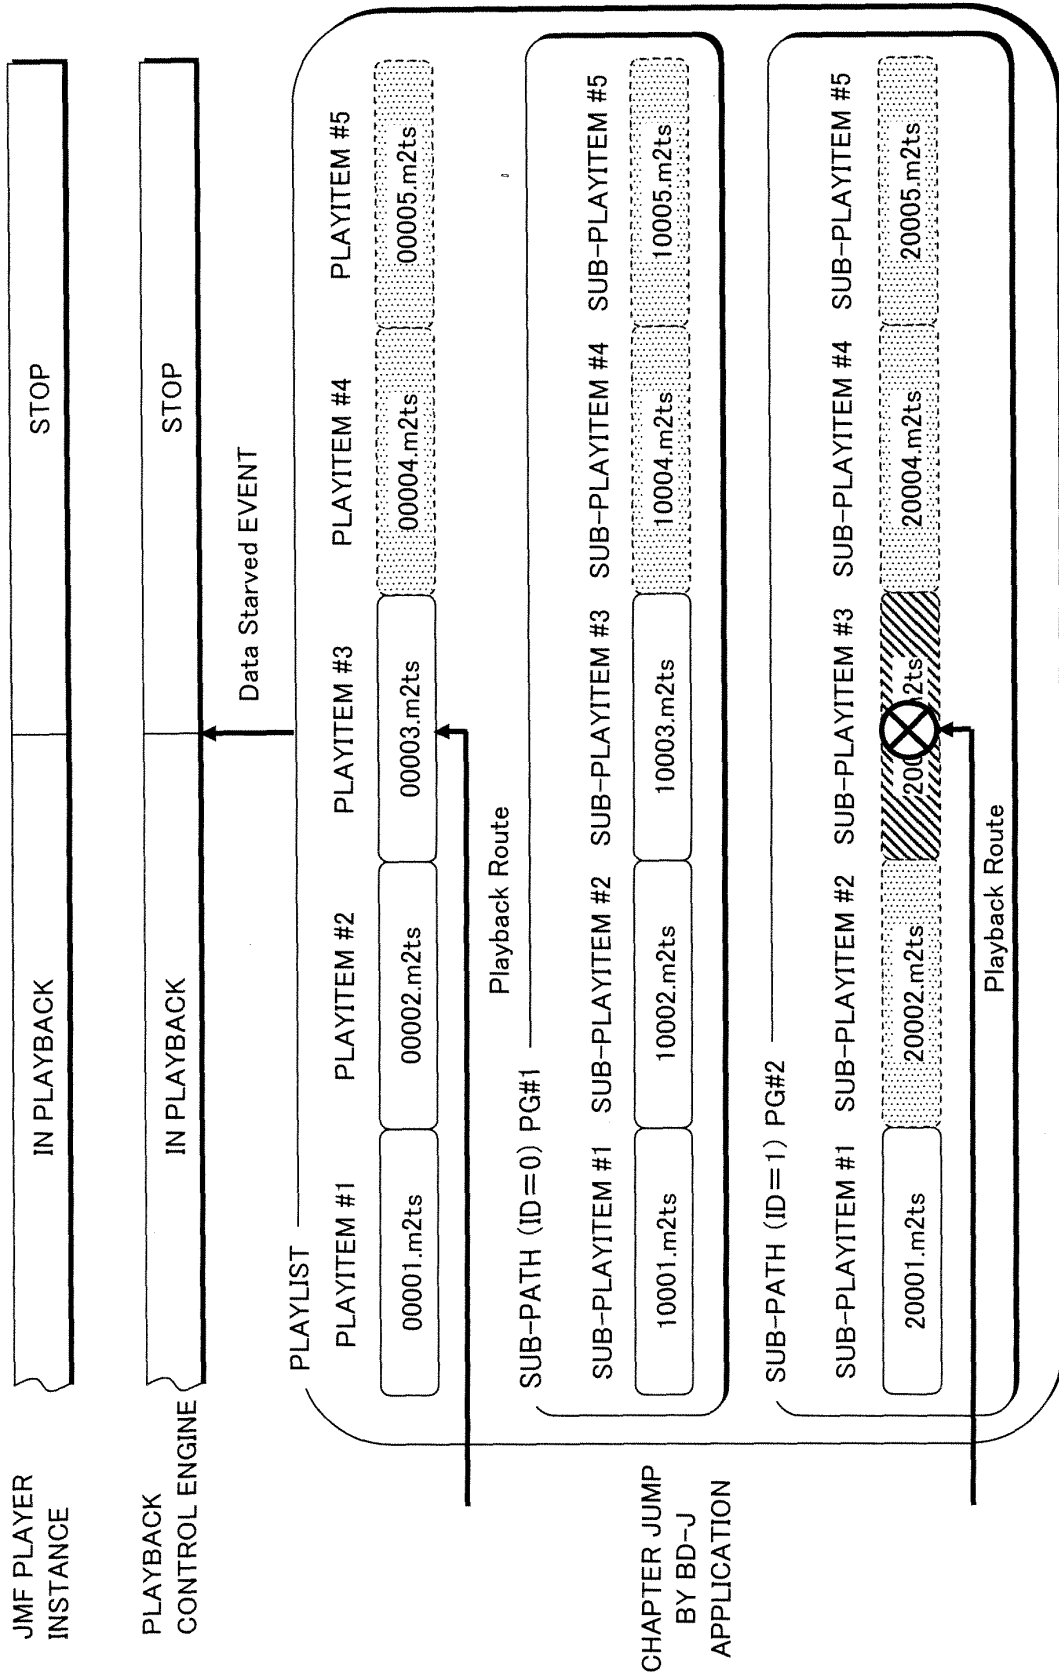 JMF PLAYER
INSTANCE
IN PLAYBACK
STOP
PLAYBACK
CONTROL ENGINE
IN PLAYBACK
STOP
Data Starved EVENT
PLAYLIST
PLAYITEM #1
PLAYITEM #2
PLAYITEM #3
PLAYITEM #4
PLAYITEM #5
00001.m2ts
00002.m2ts
00003.m2ts
00004.m2ts
00005.m2ts
Playback Route
SUB-PATH (ID=0) PG#1
SUB-PLAYITEM #1
SUB-PLAYITEM #2
SUB-PLAYITEM #3
SUB-PLAYITEM #4
SUB-PLAYITEM #5
10001.m2ts
10002.m2ts
10003.m2ts
10004.m2ts
10005.m2ts
CHAPTER JUMP
BY BD-J
APPLICATION
SUB-PATH (ID=1) PG#2
SUB-PLAYITEM #1
SUB-PLAYITEM #2
SUB-PLAYITEM #3
SUB-PLAYITEM #4
SUB-PLAYITEM #5
20001.m2ts
20002.m2ts
20004.m2ts
20005.m2ts
Playback Route